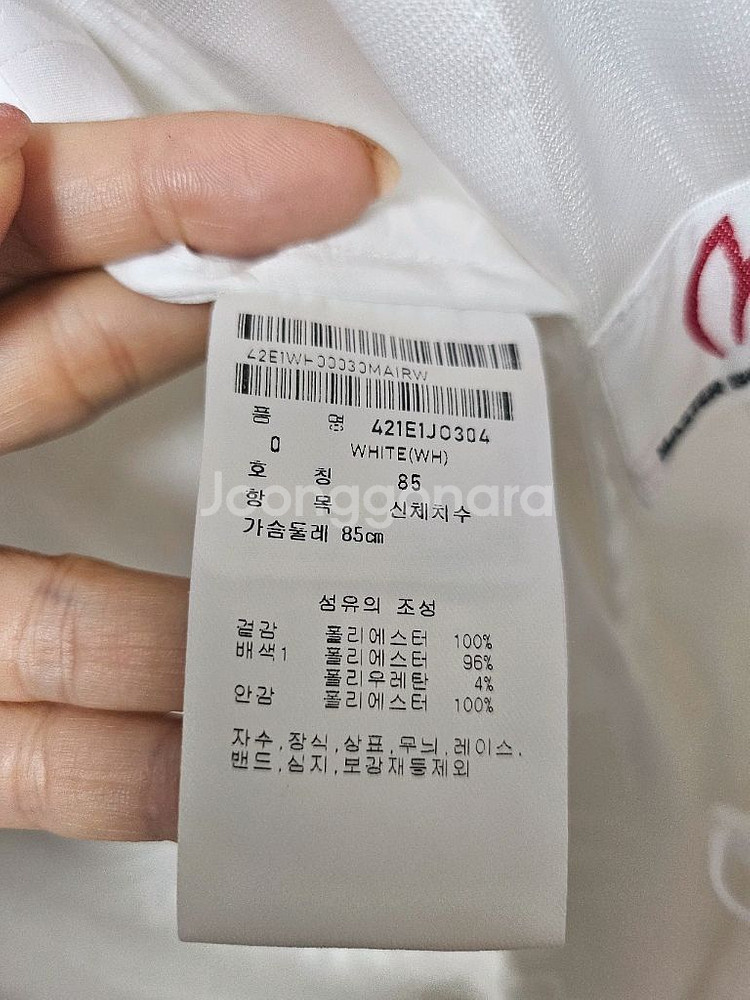 42E1WH00030MAIRW
품 명 421E1J0304
0 WHITE(WH)
호 칭 85
항 목 신체치수
가슴둘레 85cm
Joonggonara
섬유의 조성
겉감 폴리에스터 100%
배색1 폴리에스터 96%
폴리우레탄 4%
안감 폴리에스터 100%
자수,장식,상표,무늬,레이스,
밴드,심지,보강재등제외